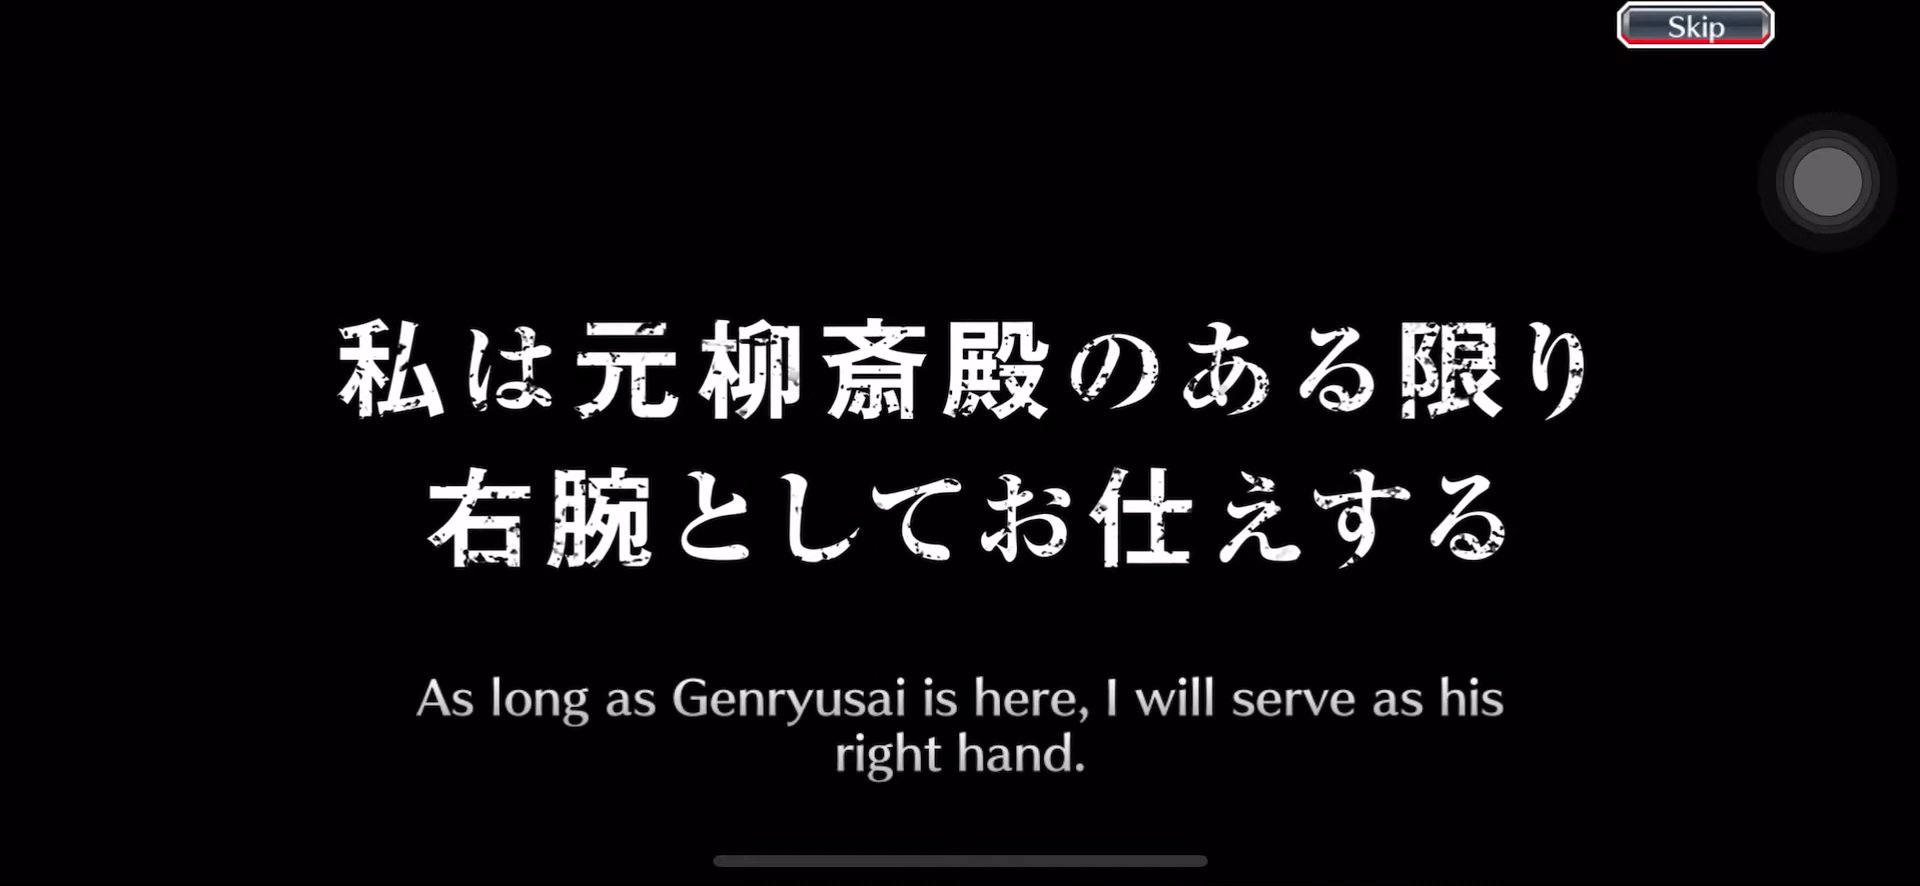 Skip
私は元柳斎殿のある限り
右腕としてお仕えする
As long as Genryusai is here, I will serve as his
right hand.